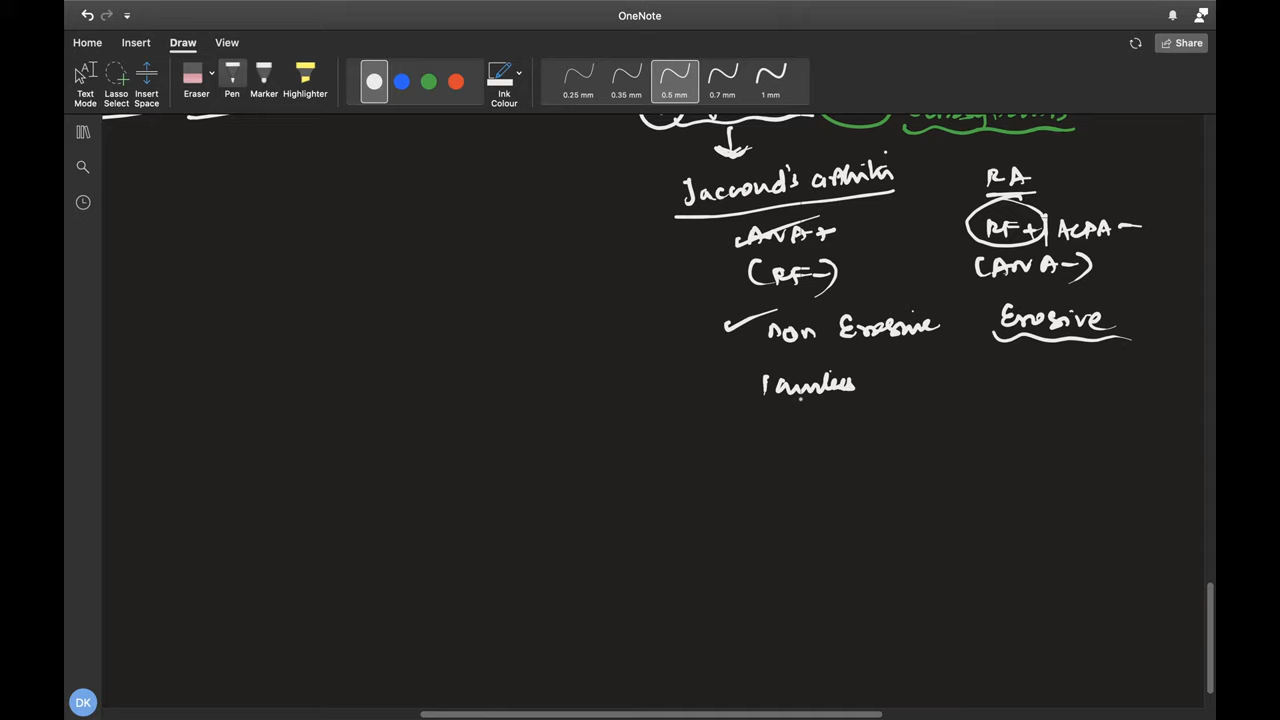 OneNote
Home Insert Draw View
Share
Text Mode
Lasso Select
Insert Space
Eraser
Pen
Marker
Highlighter
Ink Colour
0.25 mm
0.35 mm
0.5 mm
0.7 mm
1 mm
Jaccoud's
RA
ANA+
RF+ | ACPA -
(RF-)
(ANA-)
non Erosive
Erosive
Painless
DK